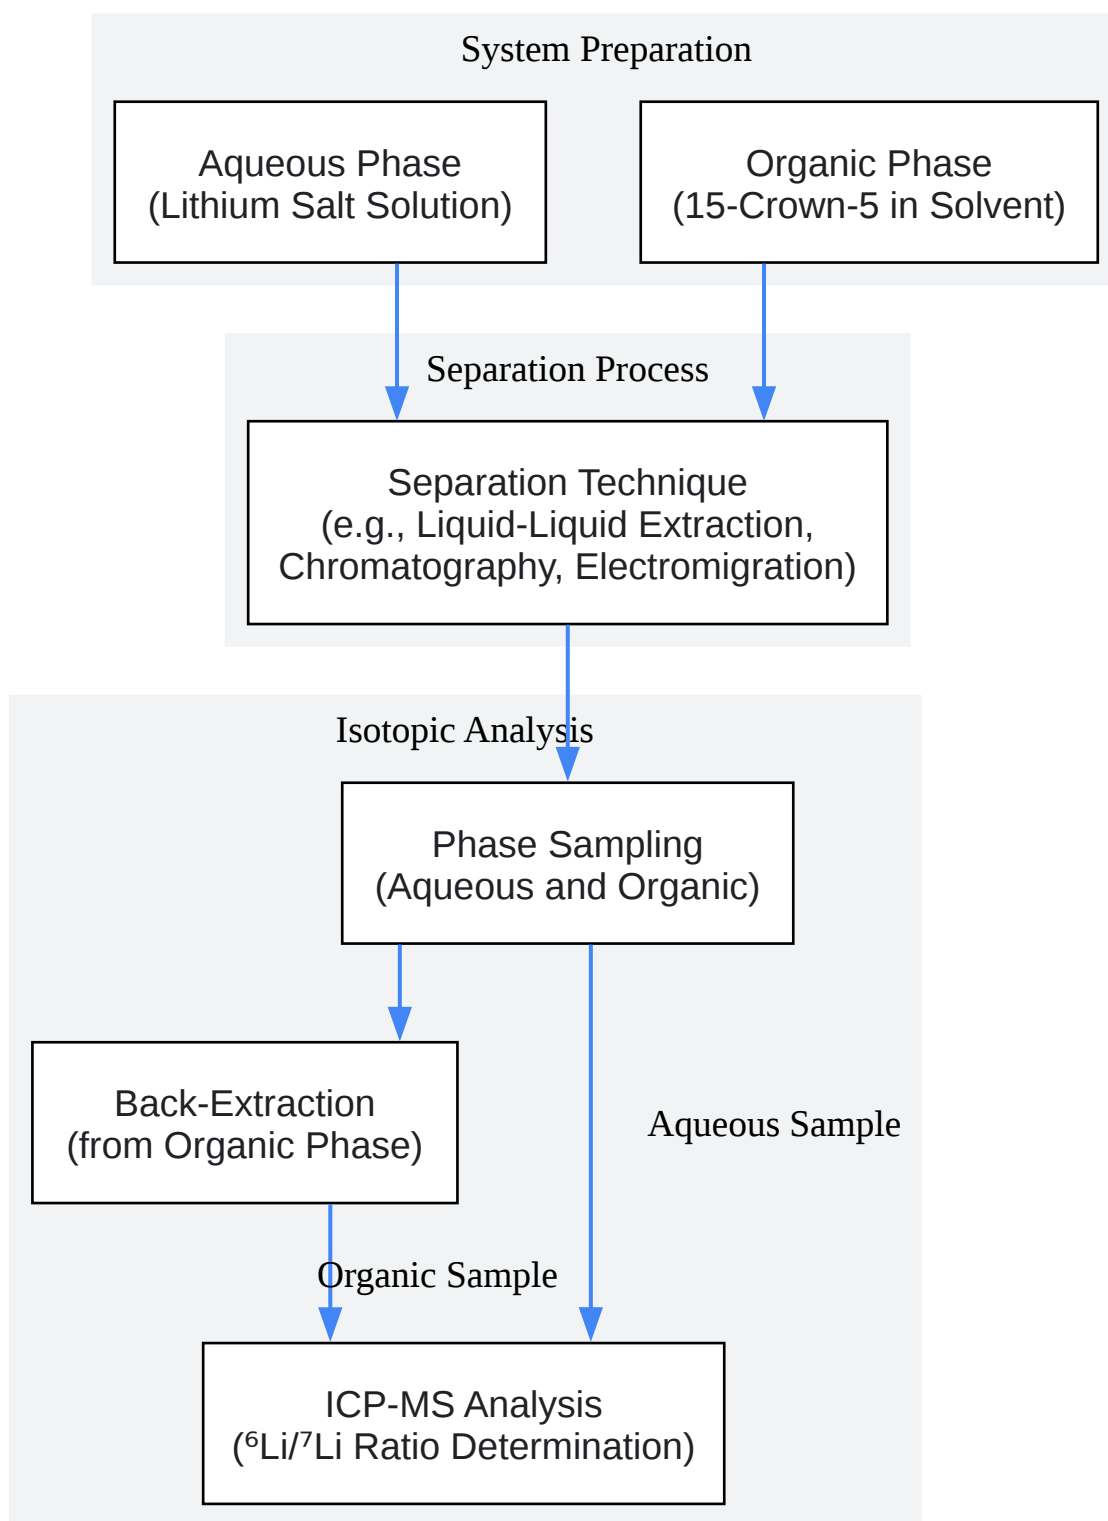 System Preparation
Aqueous Phase
(Lithium Salt Solution)
Organic Phase
(15-Crown-5 in Solvent)
Separation Process
Separation Technique
(e.g., Liquid-Liquid Extraction,
Chromatography, Electromigration)
Isotopic Analysis
Phase Sampling
(Aqueous and Organic)
Back-Extraction
(from Organic Phase)
Aqueous Sample
Organic Sample
ICP-MS Analysis
(⁶Li/⁷Li Ratio Determination)